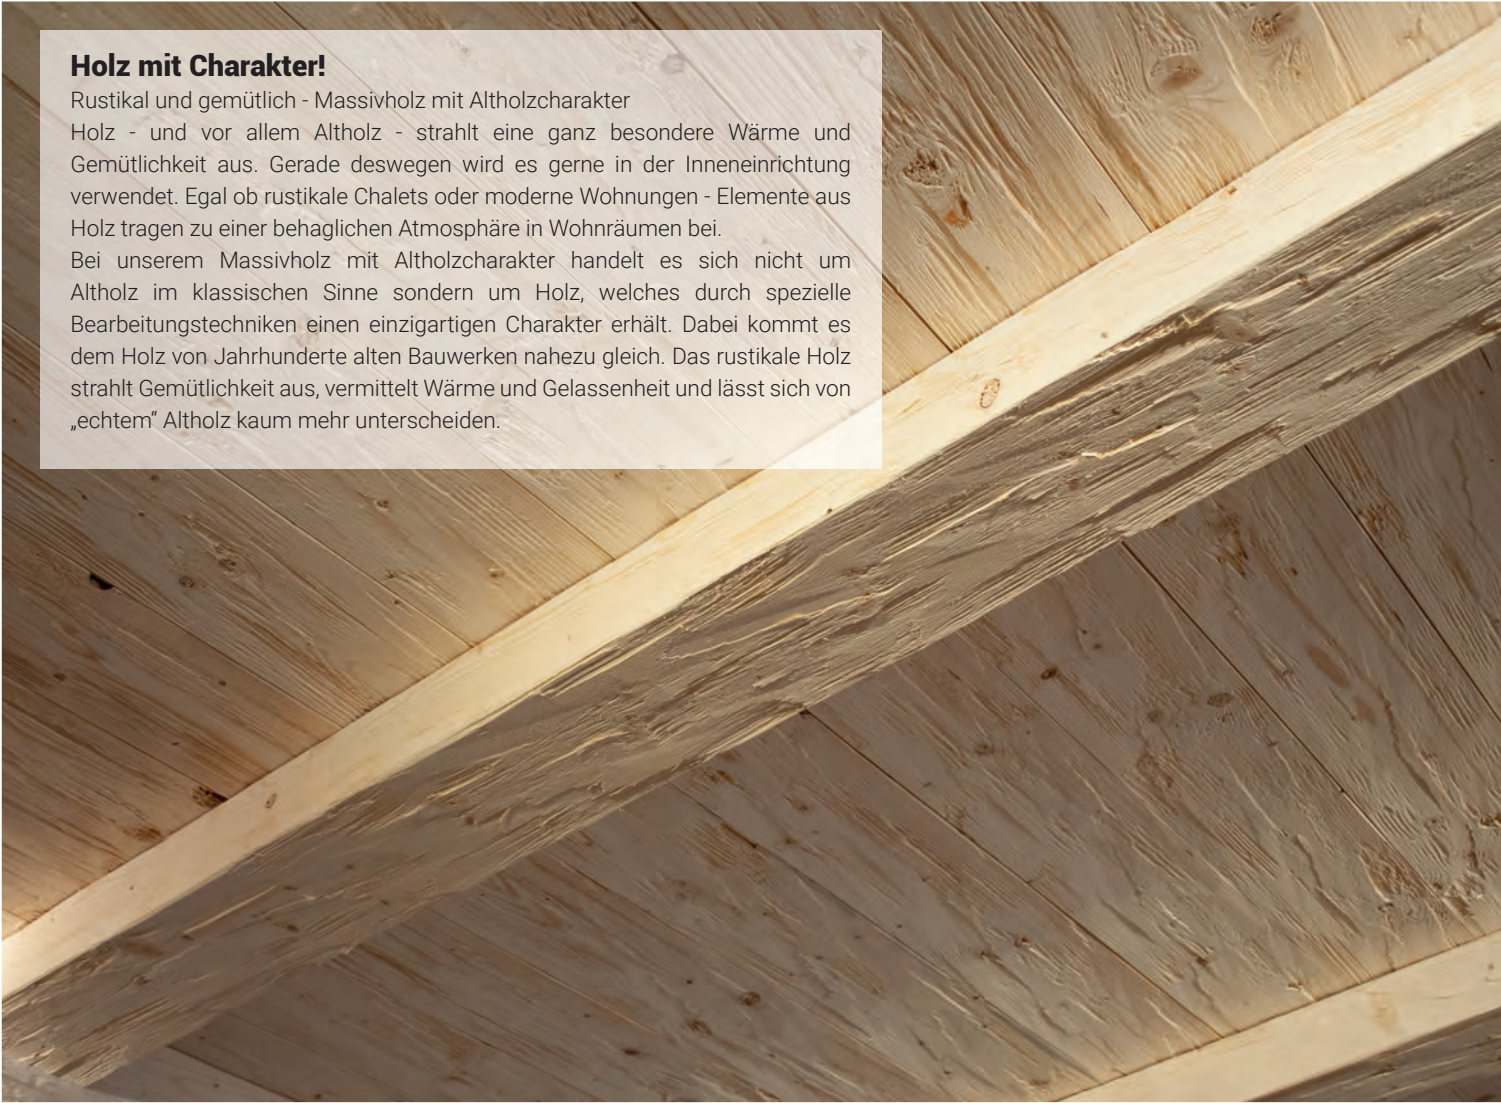 Holz mit Charakter!
Rustikal und gemütlich - Massivholz mit Altholzcharakter
Holz - und vor allem Altholz - strahlt eine ganz besondere Wärme und
Gemütlichkeit aus. Gerade deswegen wird es gerne in der Inneneinrichtung
verwendet. Egal ob rustikale Chalets oder moderne Wohnungen - Elemente aus
Holz tragen zu einer behaglichen Atmosphäre in Wohnräumen bei.
Bei unserem Massivholz mit Altholzcharakter handelt es sich nicht um
Altholz im klassischen Sinne sondern um Holz, welches durch spezielle
Bearbeitungstechniken einen einzigartigen Charakter erhält. Dabei kommt es
dem Holz von Jahrhunderte alten Bauwerken nahezu gleich. Das rustikale Holz
strahlt Gemütlichkeit aus, vermittelt Wärme und Gelassenheit und lässt sich von
„echtem“ Altholz kaum mehr unterscheiden.